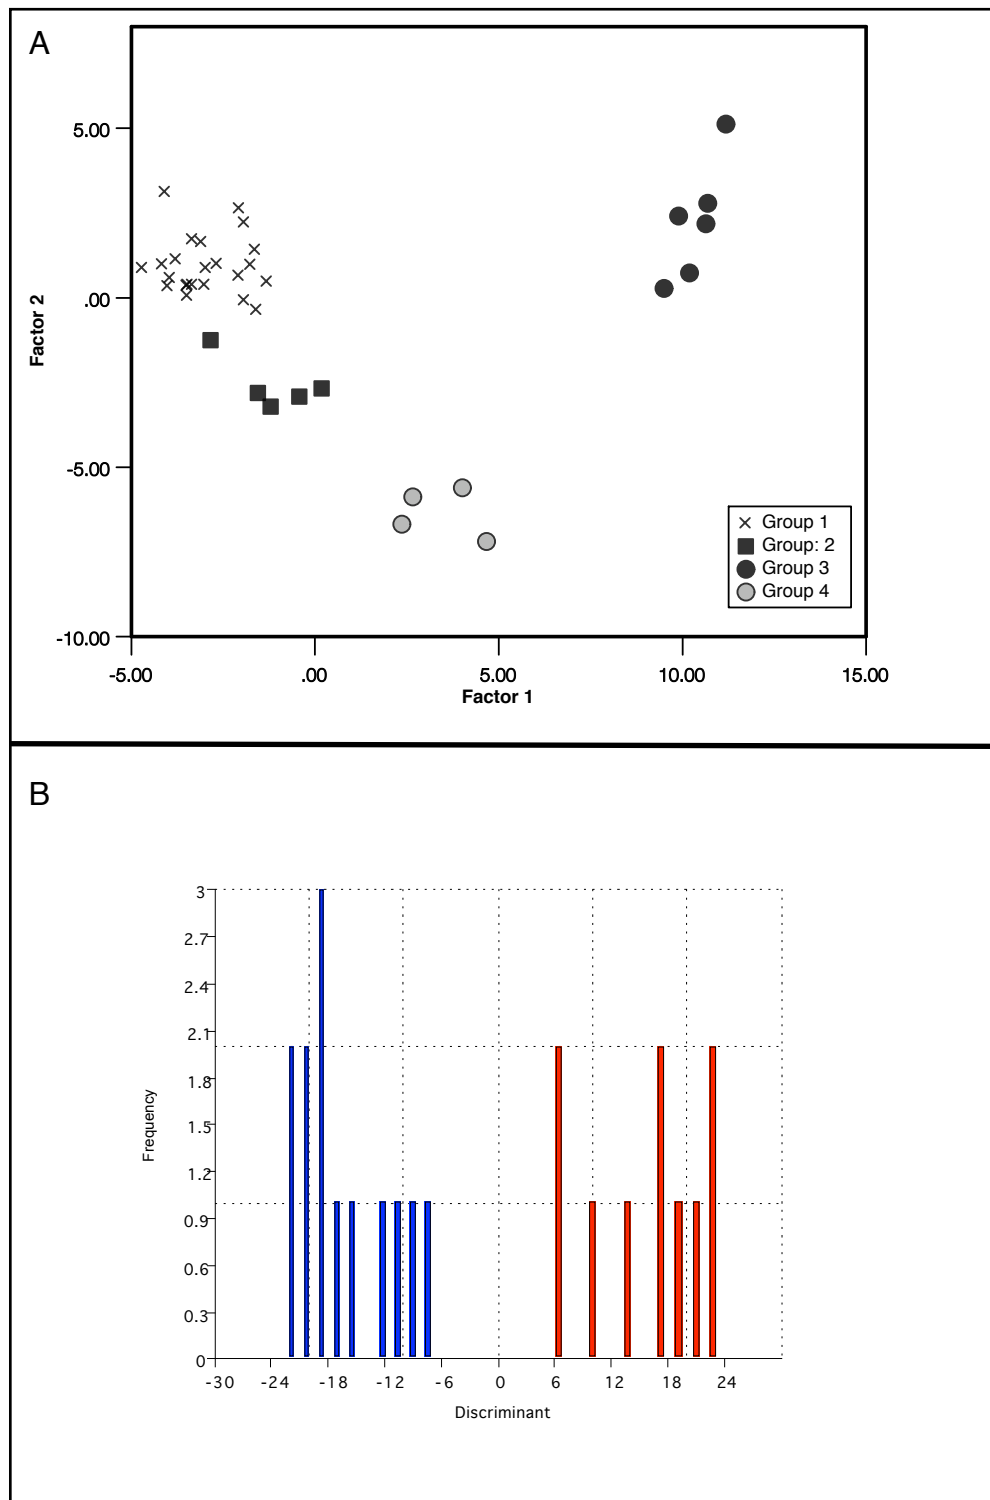 A
5.00
.00
-5.00
-10.00
Factor 2
-5.00 .00 5.00 10.00 15.00
Factor 1
Group 1
Group: 2
Group 3
Group 4
B
3
2.7
2.4
2.1
1.8
1.5
1.2
0.9
0.6
0.3
0
Frequency
-30 -24 -18 -12 -6 0 6 12 18 24
Discriminant